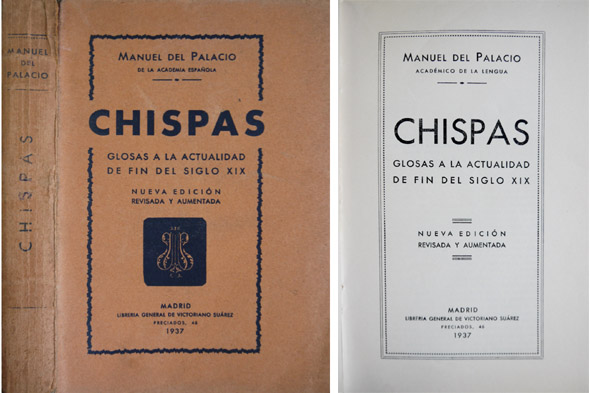 MANUEL
DEL
PALACIO
CHISPAS
MANUEL DEL PALACIO
DE LA ACADEMIA ESPAÑOLA
CHISPAS
GLOSAS A LA ACTUALIDAD
DE FIN DEL SIGLO XIX
NUEVA EDICIÓN
REVISADA Y AUMENTADA
MADRID
LIBRERÍA GENERAL DE VICTORIANO SUÁREZ
PRECIADOS, 46
1937
MANUEL DEL PALACIO
ACADÉMICO DE LA LENGUA
CHISPAS
GLOSAS A LA ACTUALIDAD
DE FIN DEL SIGLO XIX
NUEVA EDICIÓN
REVISADA Y AUMENTADA
MADRID
LIBRERÍA GENERAL DE VICTORIANO SUÁREZ
PRECIADOS, 46
1937